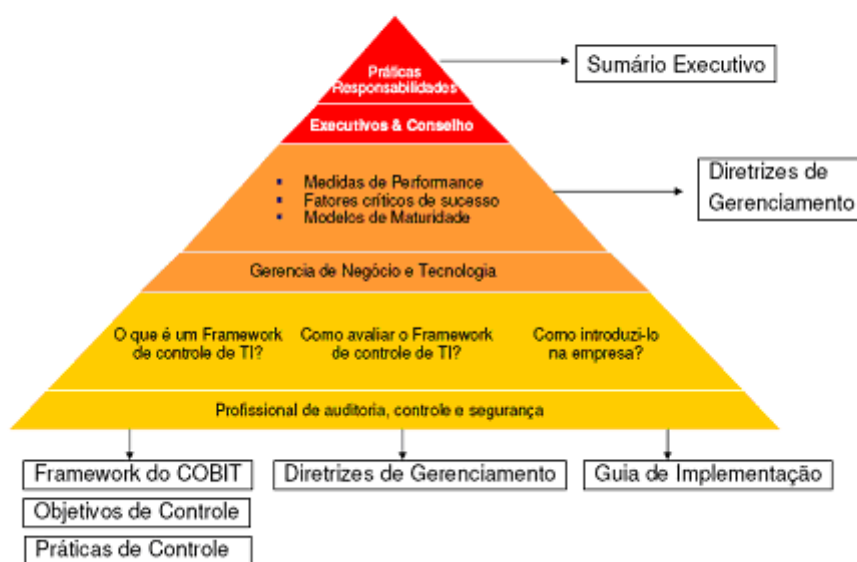 Práticas
Responsabilidades
Sumário Executivo
Executivos & Conselho
▪ Medidas de Performance
▪ Fatores críticos de sucesso
▪ Modelos de Maturidade
Diretrizes de
Gerenciamento
Gerencia de Negócio e Tecnologia
O que é um Framework
de controle de TI?
Como avaliar o Framework
de controle de TI?
Como introduzi-lo
na empresa?
Profissional de auditoria, controle e segurança
Framework do COBIT
Objetivos de Controle
Práticas de Controle
Diretrizes de Gerenciamento
Guia de Implementação